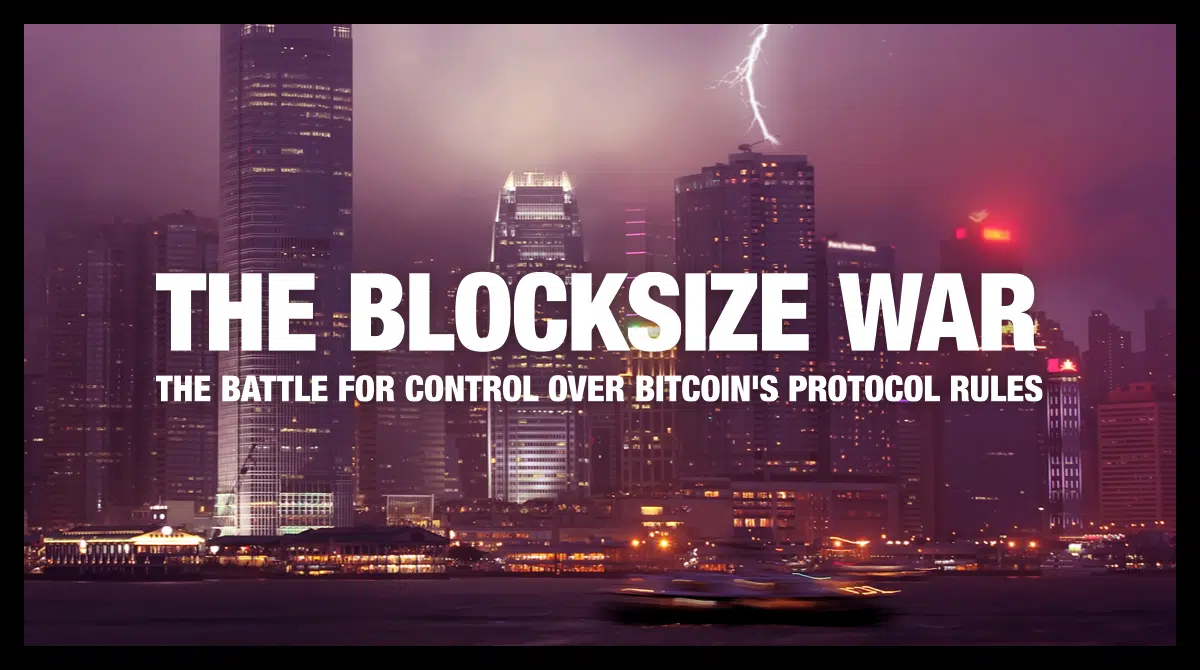 THE BLOCKSIZE WAR
THE BATTLE FOR CONTROL OVER BITCOIN'S PROTOCOL RULES